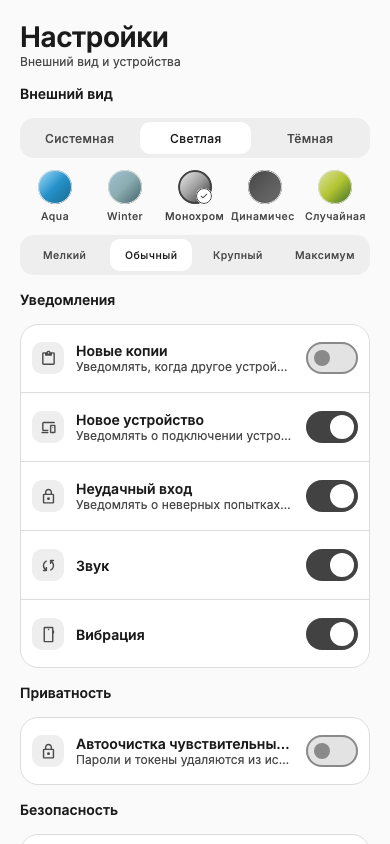 Настройки
Внешний вид и устройства
Внешний вид
Системная Светлая Тёмная
Aqua Winter Монохром Динамичес Случайная
Мелкий Обычный Крупный Максимум
Уведомления
Новые копии
Уведомлять, когда другое устрой...
Новое устройство
Уведомлять о подключении устро...
Неудачный вход
Уведомлять о неверных попытках...
Звук
Вибрация
Приватность
Автоочистка чувствительны...
Пароли и токены удаляются из ис...
Безопасность